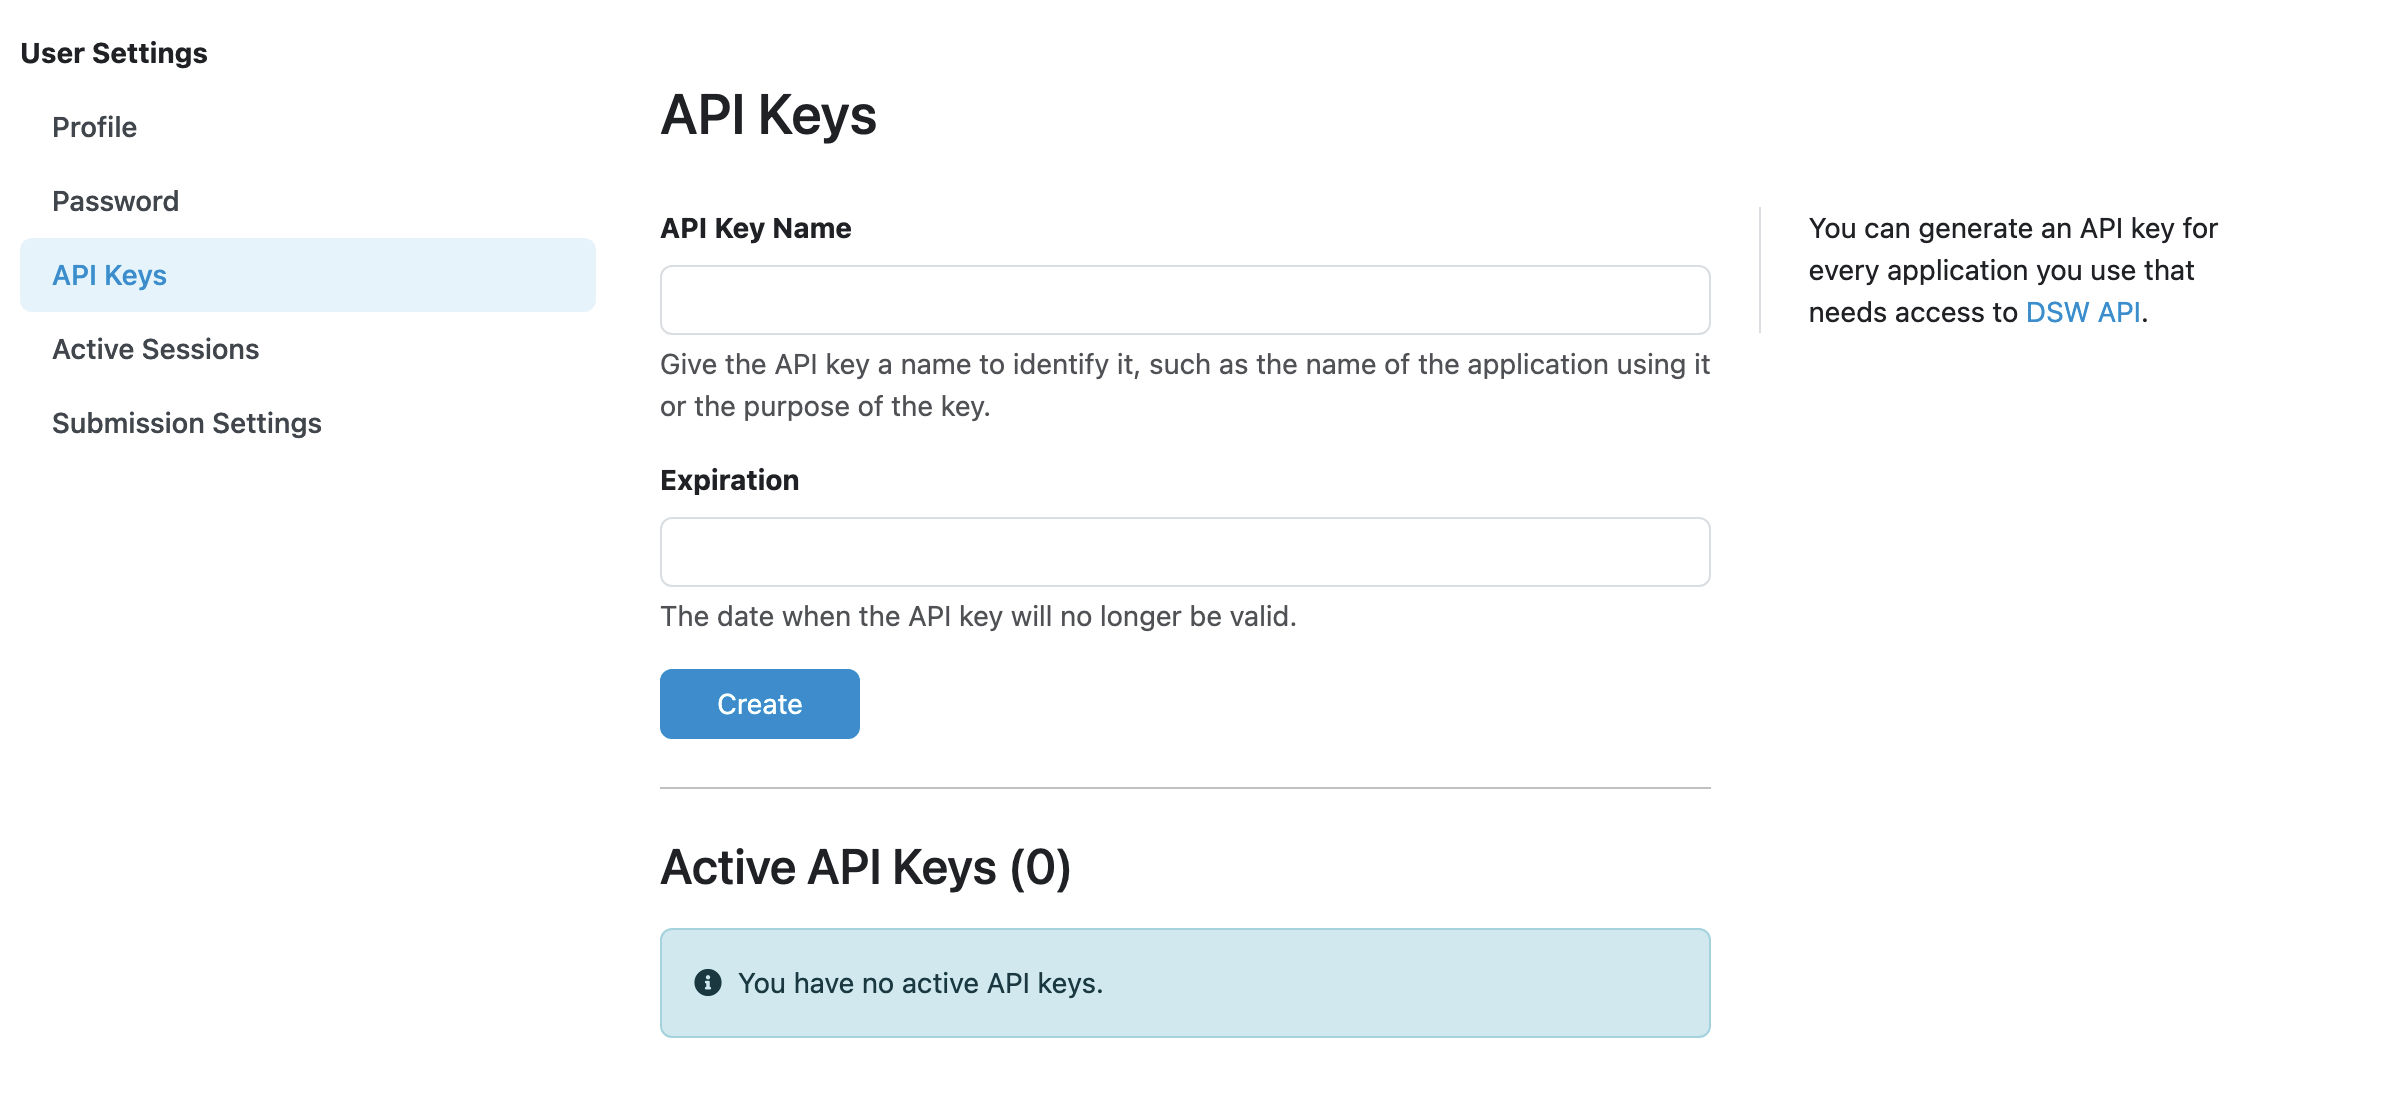 User Settings
Profile
Password
API Keys
Active Sessions
Submission Settings
API Keys
API Key Name
Give the API key a name to identify it, such as the name of the application using it
or the purpose of the key.
Expiration
The date when the API key will no longer be valid.
Create
Active API Keys (0)
You have no active API keys.
You can generate an API key for
every application you use that
needs access to DSW API.